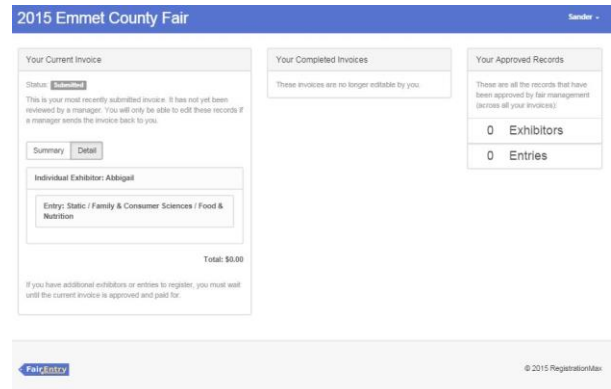 2015 Emmet County Fair
Sander
Your Current Invoice
Status: Submitted
This is your most recently submitted invoice. It has not yet been
reviewed by a manager. You will only be able to edit these records if
a manager sends the invoice back to you.
Summary Detail
Individual Exhibitor: Abbigail
Entry: Static / Family & Consumer Sciences / Food &
Nutrition
Total: $0.00
If you have additional exhibitors or entries to register, you must wait
until the current invoice is approved and paid for.
Your Completed Invoices
These invoices are no longer editable by you.
Your Approved Records
These are all the records that have
been approved by fair management
(across all your invoices):
0 Exhibitors
0 Entries
FairEntry
© 2015 RegistrationMax